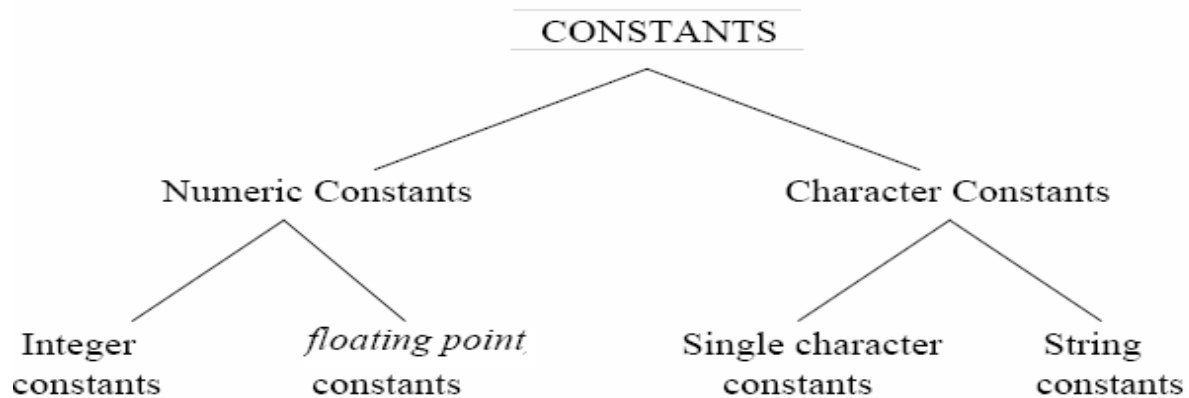 CONSTANTS
Numeric Constants
Character Constants
Integer
constants
floating point
constants
Single character
constants
String
constants